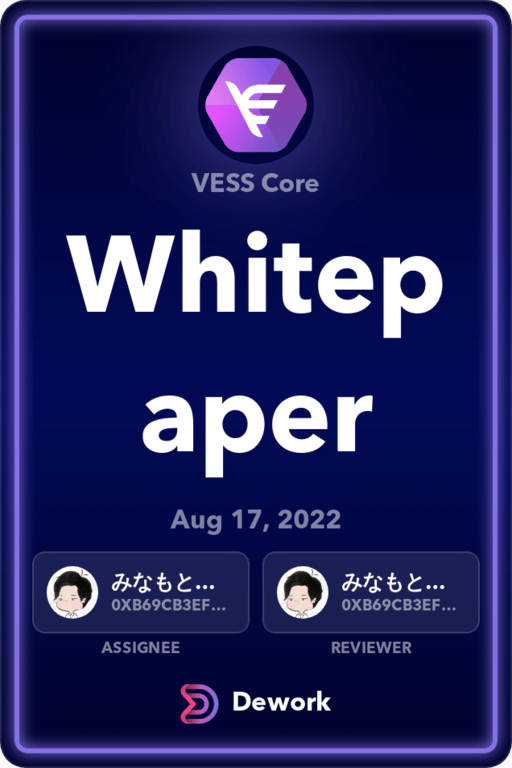 VESS Core
Whitep
aper
Aug 17, 2022
みなもと...
0XB69CB3EF...
ASSIGNEE
みなもと...
0XB69CB3EF...
REVIEWER
Dework